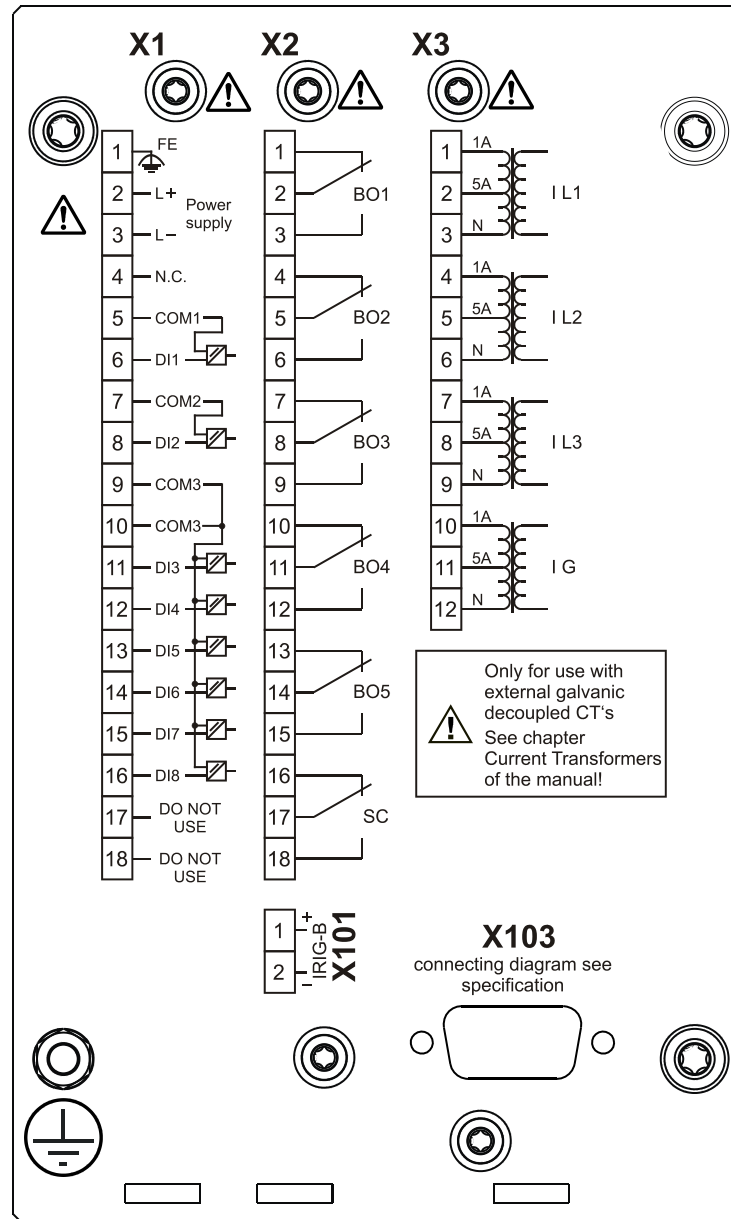 X1 X2 X3
1 FE
2 L+
Power
supply
3 L−
4 N.C.
5 COM1
6 DI1
7 COM2
8 DI2
9 COM3
10 COM3
11 DI3
12 DI4
13 DI5
14 DI6
15 DI7
16 DI8
17 DO NOT
USE
18 DO NOT
USE
1
2 BO1
3
4
5 BO2
6
7
8 BO3
9
10
11 BO4
12
13
14 BO5
15
16
17 SC
18
1 1A
2 5A I L1
3 N
4 1A
5 5A I L2
6 N
7 1A
8 5A I L3
9 N
10 1A
11 5A I G
12 N
Only for use with
external galvanic
decoupled CT‘s
See chapter
Current Transformers
of the manual!
1 +
2 −
IRIG-B
X101
X103
connecting diagram see
specification